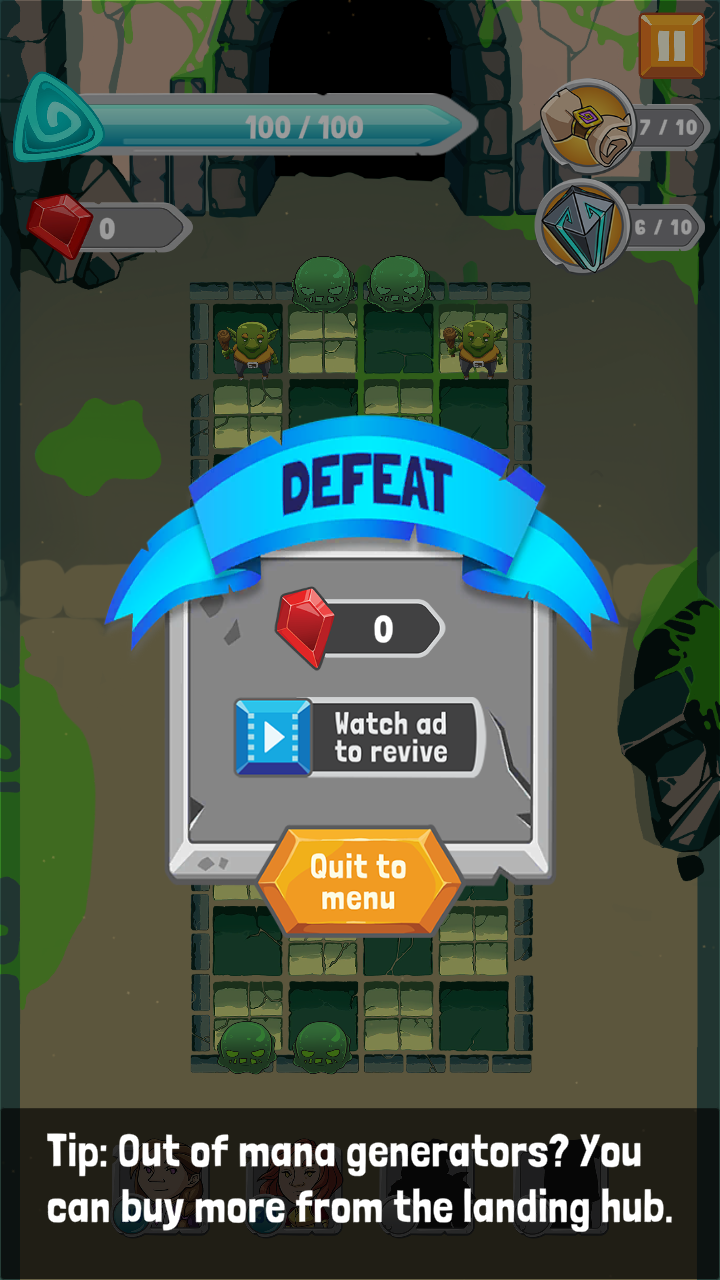 100 / 100
7 / 10
0
6 / 10
DEFEAT
0
Watch ad
to revive
Quit to
menu
Tip: Out of mana generators? You
can buy more from the landing hub.